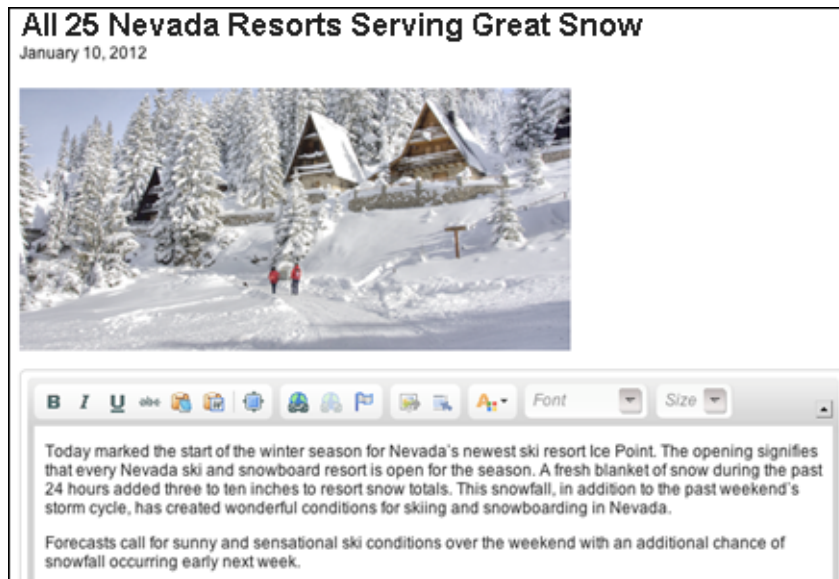 All 25 Nevada Resorts Serving Great Snow
January 10, 2012
B I U abc Font Size
Today marked the start of the winter season for Nevada's newest ski resort Ice Point. The opening signifies
that every Nevada ski and snowboard resort is open for the season. A fresh blanket of snow during the past
24 hours added three to ten inches to resort snow totals. This snowfall, in addition to the past weekend's
storm cycle, has created wonderful conditions for skiing and snowboarding in Nevada.
Forecasts call for sunny and sensational ski conditions over the weekend with an additional chance of
snowfall occurring early next week.